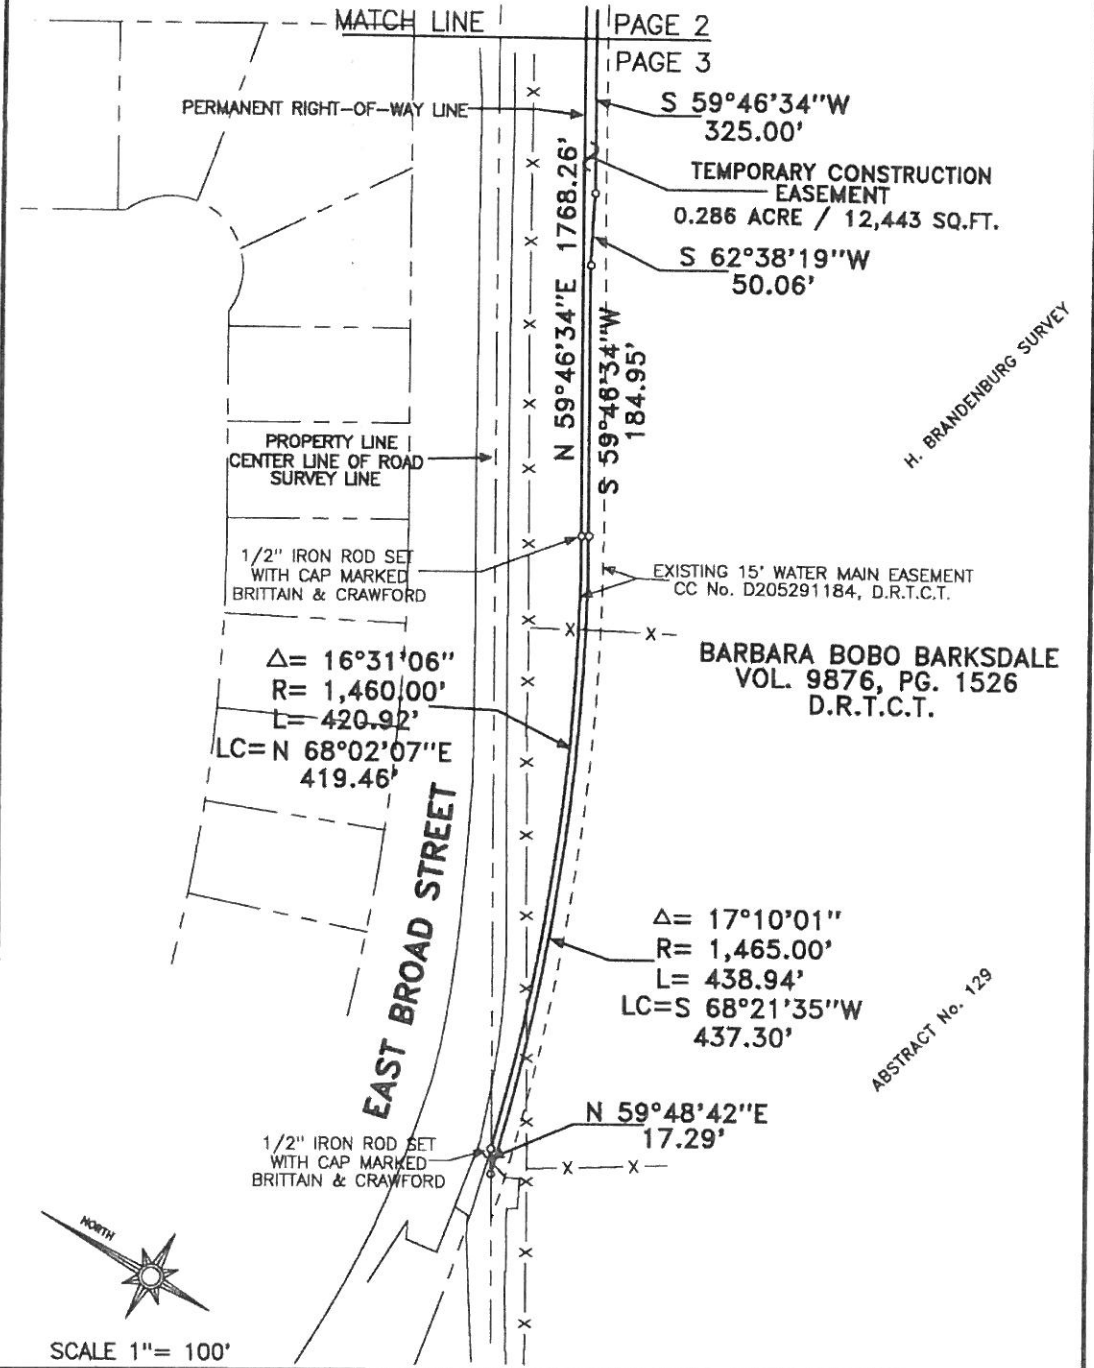 MATCH LINE
PAGE 2
PAGE 3
PERMANENT RIGHT-OF-WAY LINE
S 59°46'34"W
325.00'
TEMPORARY CONSTRUCTION
EASEMENT
0.286 ACRE / 12,443 SQ.FT.
S 62°38'19"W
50.06'
N 59°46'34"E 1768.26'
S 59°46'34"W
184.95'
H. BRANDENBURG SURVEY
PROPERTY LINE
CENTER LINE OF ROAD
SURVEY LINE
1/2" IRON ROD SET
WITH CAP MARKED
BRITTAIN & CRAWFORD
EXISTING 15' WATER MAIN EASEMENT
CC No. D205291184, D.R.T.C.T.
BARBARA BOBO BARKSDALE
VOL. 9876, PG. 1526
D.R.T.C.T.
Δ= 16°31'06"
R= 1,460.00'
L= 420.92'
LC= N 68°02'07"E
419.46'
EAST BROAD STREET
Δ= 17°10'01"
R= 1,465.00'
L= 438.94'
LC=S 68°21'35"W
437.30'
ABSTRACT No. 129
N 59°48'42"E
17.29'
1/2" IRON ROD SET
WITH CAP MARKED
BRITTAIN & CRAWFORD
NORTH
SCALE 1"= 100'